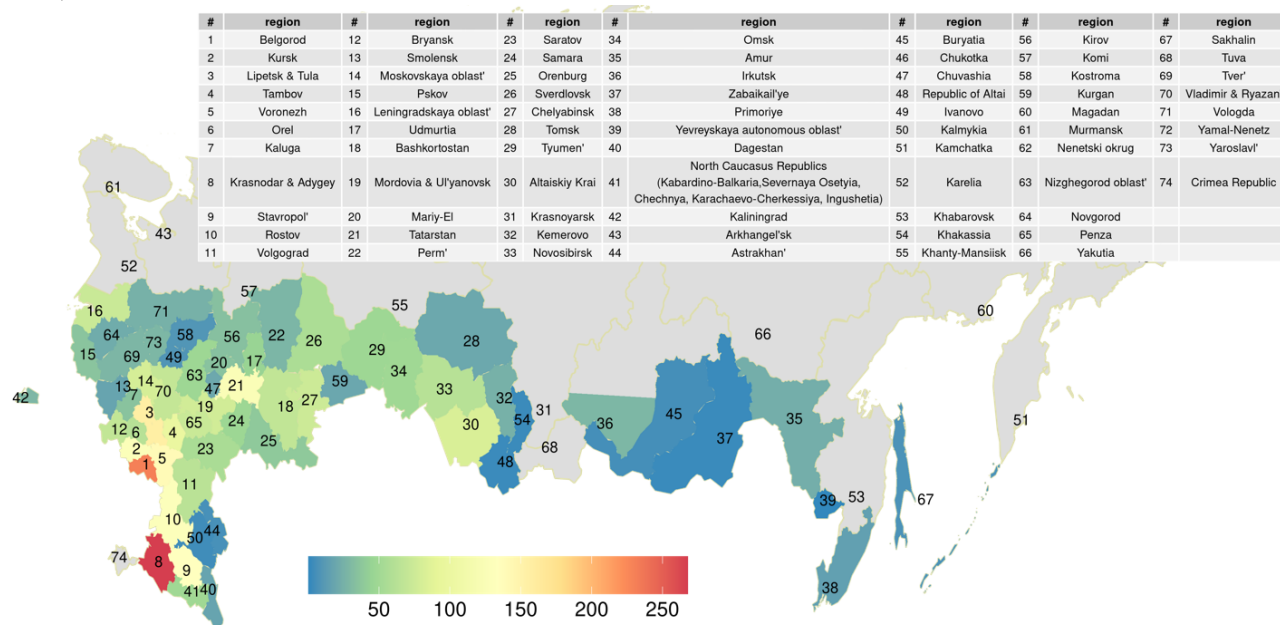 # region # region # region # region # region # region # region
1 Belgorod 12 Bryansk 23 Saratov 34 Omsk 45 Buryatia 56 Kirov 67 Sakhalin
2 Kursk 13 Smolensk 24 Samara 35 Amur 46 Chukotka 57 Komi 68 Tuva
3 Lipetsk & Tula 14 Moskovskaya oblast' 25 Orenburg 36 Irkutsk 47 Chuvashia 58 Kostroma 69 Tver'
4 Tambov 15 Pskov 26 Sverdlovsk 37 Zabaikail'ye 48 Republic of Altai 59 Kurgan 70 Vladimir & Ryazan
5 Voronezh 16 Leningradskaya oblast' 27 Chelyabinsk 38 Primoriye 49 Ivanovo 60 Magadan 71 Vologda
6 Orel 17 Udmurtia 28 Tomsk 39 Yevreyskaya autonomous oblast' 50 Kalmykia 61 Murmansk 72 Yamal-Nenetz
7 Kaluga 18 Bashkortostan 29 Tyumen' 40 Dagestan 51 Kamchatka 62 Nenetski okrug 73 Yaroslavl'
North Caucasus Republics
8 Krasnodar & Adygey 19 Mordovia & Ul'yanovsk 30 Altaiskiy Krai 41 (Kabardino-Balkaria,Severnaya Osetyia, 52 Karelia 63 Nizhegorod oblast' 74 Crimea Republic
Chechnya, Karachaevo-Cherkessiya, Ingushetia)
9 Stavropol' 20 Mariy-El 31 Krasnoyarsk 42 Kaliningrad 53 Khabarovsk 64 Novgorod
10 Rostov 21 Tatarstan 32 Kemerovo 43 Arkhangel'sk 54 Khakassia 65 Penza
11 Volgograd 22 Perm' 33 Novosibirsk 44 Astrakhan' 55 Khanty-Mansiisk 66 Yakutia
61
43
52
57
55
60
16 71
66
64 73 58 56 22 26 28
15 69 49 20 17 29
63 34
42 13 7 14 70 47 21 59 33 32
3 19 18 27 31
12 6 4 65 24 30 54 36 45 35 51
2 5 23 25 68 37
1 48
11
39 53 67
10 50 44
74 8 9
41 40 38
50 100 150 200 250